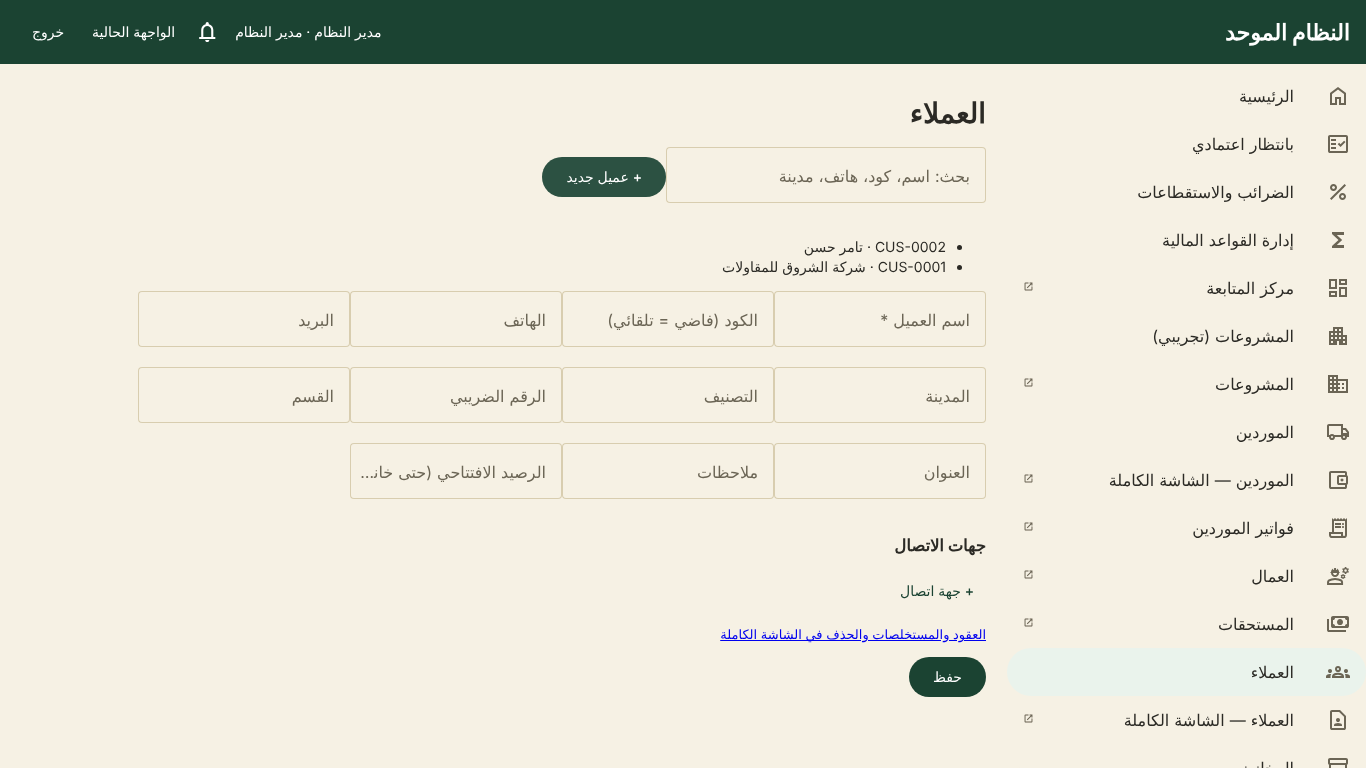 النظام الموحد
مدير النظام · مدير النظام
الواجهة الحالية
خروج
الرئيسية
بانتظار اعتمادي
الضرائب والاستقطاعات
إدارة القواعد المالية
مركز المتابعة
المشروعات (تجريبي)
المشروعات
الموردين
الموردين — الشاشة الكاملة
فواتير الموردين
العمال
المستحقات
العملاء
العملاء — الشاشة الكاملة
العملاء
بحث: اسم، كود، هاتف، مدينة
+ عميل جديد
CUS-0002 · تامر حسن
CUS-0001 · شركة الشروق للمقاولات
اسم العميل *
الكود (فاضي = تلقائي)
الهاتف
البريد
المدينة
التصنيف
الرقم الضريبي
القسم
العنوان
ملاحظات
الرصيد الافتتاحي (حتى خانـ...
جهات الاتصال
+ جهة اتصال
العقود والمستخلصات والحذف في الشاشة الكاملة
حفظ